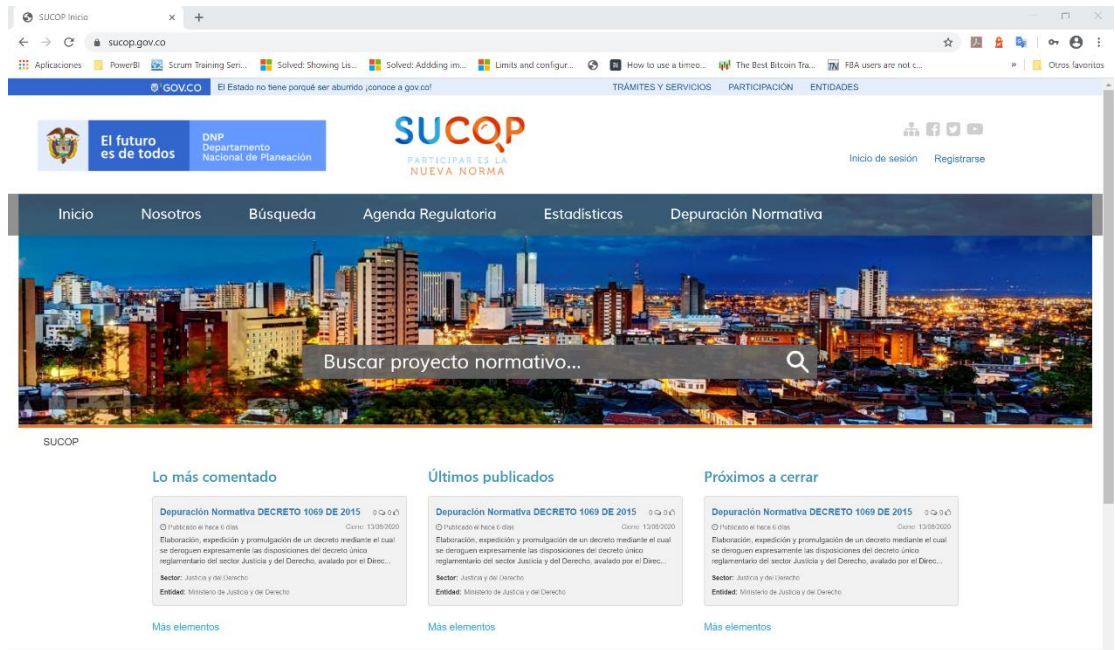 SUCOP Inicio
sucop.gov.co
Aplicaciones PowerBI Scrum Training Seri... Solved: Showing Lis... Solved: Addding im... Limits and configur... How to use a timeo... The Best Bitcoin Tra... FBA users are not c... » Otros favoritos
GOV.CO El Estado no tiene porqué ser aburrido ¡conoce a gov.co! TRÁMITES Y SERVICIOS PARTICIPACIÓN ENTIDADES
El futuro
es de todos
DNP
Departamento
Nacional de Planeación
SUCOP
PARTICIPAR ES LA
NUEVA NORMA
Inicio de sesión Registrarse
Inicio Nosotros Búsqueda Agenda Regulatoria Estadísticas Depuración Normativa
Buscar proyecto normativo...
SUCOP
Lo más comentado
Depuración Normativa DECRETO 1069 DE 2015 0 0
Publicado el hace 6 días Cierre: 13/08/2020
Elaboración, expedición y promulgación de un decreto mediante el cual
se deroguen expresamente las disposiciones del decreto único
reglamentario del sector Justicia y del Derecho, avalado por el Direc...
Sector: Justicia y del Derecho
Entidad: Ministerio de Justicia y del Derecho
Más elementos
Últimos publicados
Depuración Normativa DECRETO 1069 DE 2015 0 0
Publicado el hace 6 días Cierre: 13/08/2020
Elaboración, expedición y promulgación de un decreto mediante el cual
se deroguen expresamente las disposiciones del decreto único
reglamentario del sector Justicia y del Derecho, avalado por el Direc...
Sector: Justicia y del Derecho
Entidad: Ministerio de Justicia y del Derecho
Más elementos
Próximos a cerrar
Depuración Normativa DECRETO 1069 DE 2015 0 0
Publicado el hace 6 días Cierre: 13/08/2020
Elaboración, expedición y promulgación de un decreto mediante el cual
se deroguen expresamente las disposiciones del decreto único
reglamentario del sector Justicia y del Derecho, avalado por el Direc...
Sector: Justicia y del Derecho
Entidad: Ministerio de Justicia y del Derecho
Más elementos